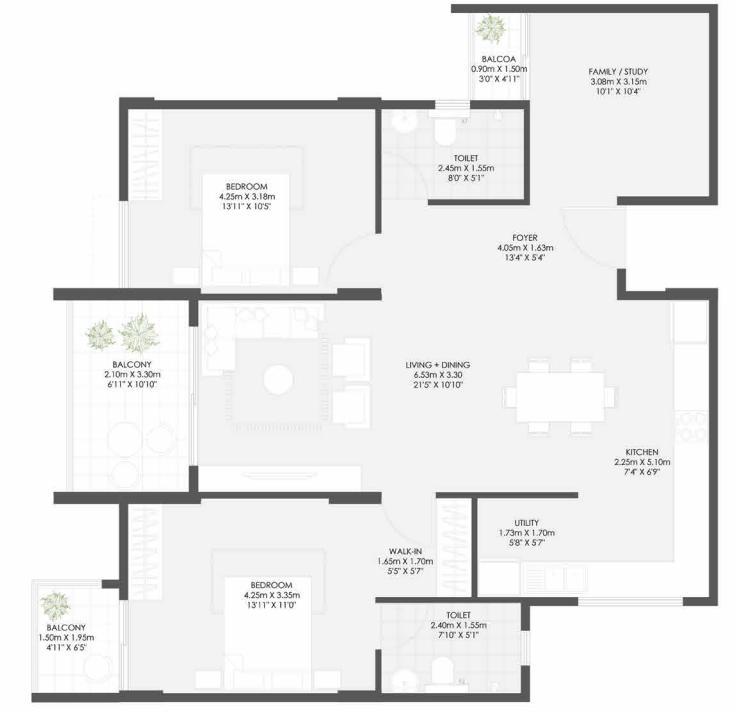 BALCOA
0.90m X 1.50m
3'0" X 4'11"
FAMILY / STUDY
3.08m X 3.15m
10'1" X 10'4"
TOILET
2.45m X 1.55m
8'0" X 5'1"
BEDROOM
4.25m X 3.18m
13'11" X 10'5"
FOYER
4.05m X 1.63m
13'4" X 5'4"
BALCONY
2.10m X 3.30m
6'11" X 10'10"
LIVING + DINING
6.53m X 3.30
21'5" X 10'10"
KITCHEN
2.25m X 5.10m
7'4" X 6'9"
UTILITY
1.73m X 1.70m
5'8" X 5'7"
WALK-IN
1.65m X 1.70m
5'5" X 5'7"
BEDROOM
4.25m X 3.35m
13'11" X 11'0"
TOILET
2.40m X 1.55m
7'10" X 5'1"
BALCONY
1.50m X 1.95m
4'11" X 6'5"